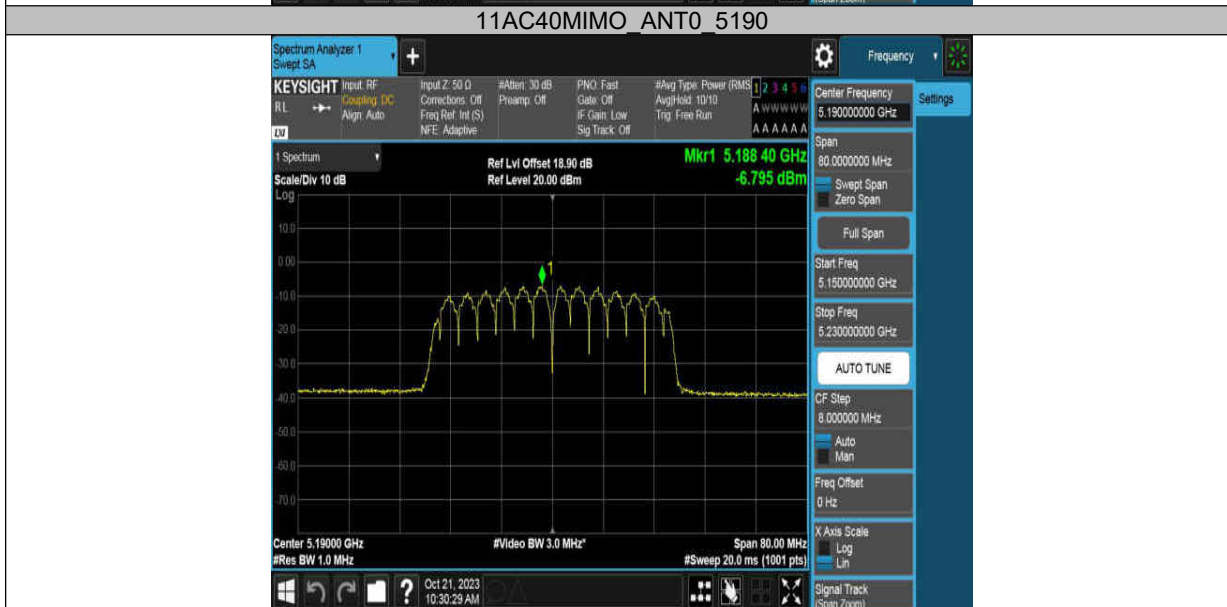 11AC40MIMO_ANT0_5190
Spectrum Analyzer 1
Swept SA
+
Frequency
KEYSIGHT
RL
LXI
Input: RF
Coupling: DC
Align: Auto
Input Z: 50 Ω
Corrections: Off
Freq Ref: Int (S)
NFE: Adaptive
#Atten: 30 dB
Preamp: Off
PNO: Fast
Gate: Off
IF Gain: Low
Sig Track: Off
#Avg Type: Power (RMS
Avg|Hold: 10/10
Trig: Free Run
1 2 3 4 5 6
A W W W W W
A A A A A A
Center Frequency
5.190000000 GHz
Settings
Span
80.0000000 MHz
Swept Span
Zero Span
Full Span
Start Freq
5.150000000 GHz
Stop Freq
5.230000000 GHz
AUTO TUNE
CF Step
8.000000 MHz
Auto
Man
Freq Offset
0 Hz
X Axis Scale
Log
Lin
Signal Track
(Span Zoom)
1 Spectrum
Scale/Div 10 dB
Ref Lvl Offset 18.90 dB
Ref Level 20.00 dBm
Mkr1 5.188 40 GHz
-6.795 dBm
Log
10.0
0.00
-10.0
-20.0
-30.0
-40.0
-50.0
-60.0
-70.0
1
Center 5.19000 GHz
#Res BW 1.0 MHz
#Video BW 3.0 MHz*
Span 80.00 MHz
#Sweep 20.0 ms (1001 pts)
?
Oct 21, 2023
10:30:29 AM